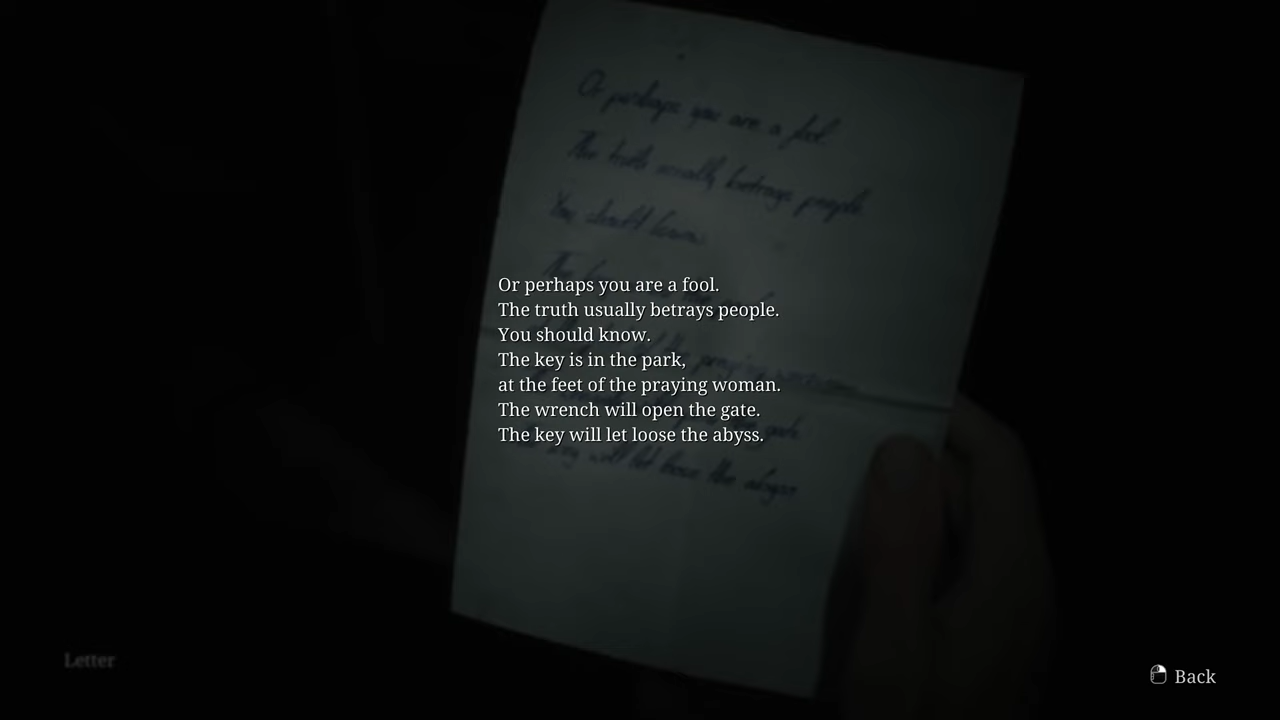 Or perhaps you are a fool.
The truth usually betrays people.
You should know.
The key is in the park,
at the feet of the praying woman.
The wrench will open the gate.
The key will let loose the abyss.
Letter
Back